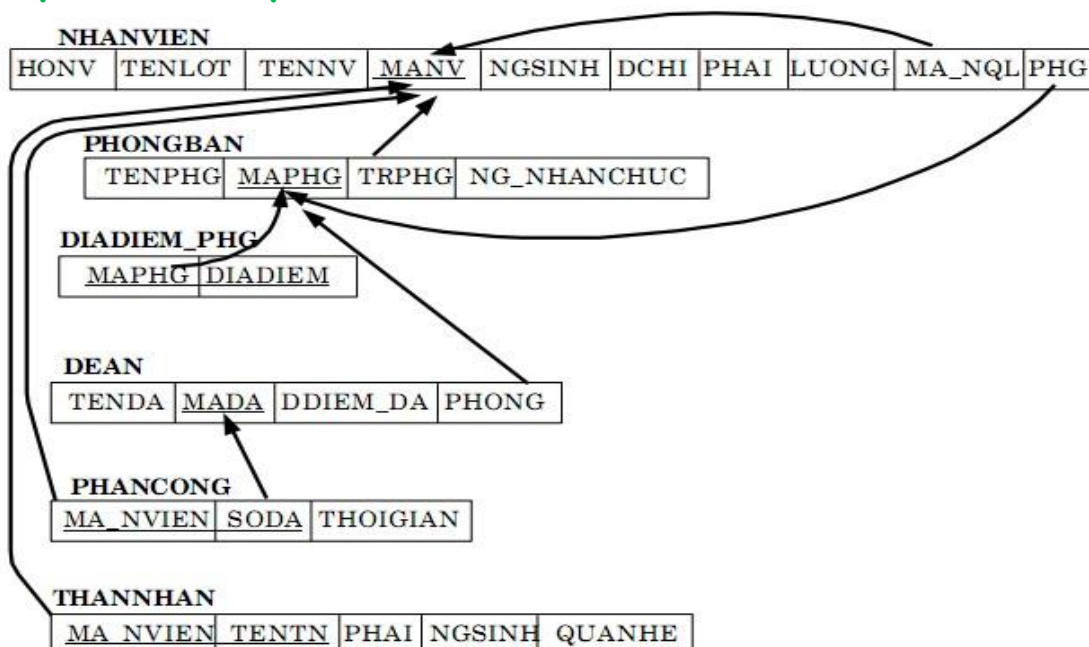 NHANVIEN
HONV TENLOT TENNV MANV NGSINH DCHI PHAI LUONG MA_NQL PHG
PHONGBAN
TENPHG MAPHG TRPHG NG_NHANCHUC
DIADIEM_PHG
MAPHG DIADIEM
DEAN
TENDA MADA DDIEM_DA PHONG
PHANCONG
MA_NVIEN SODA THOIGIAN
THANNHAN
MA_NVIEN TENTN PHAI NGSINH QUANHE